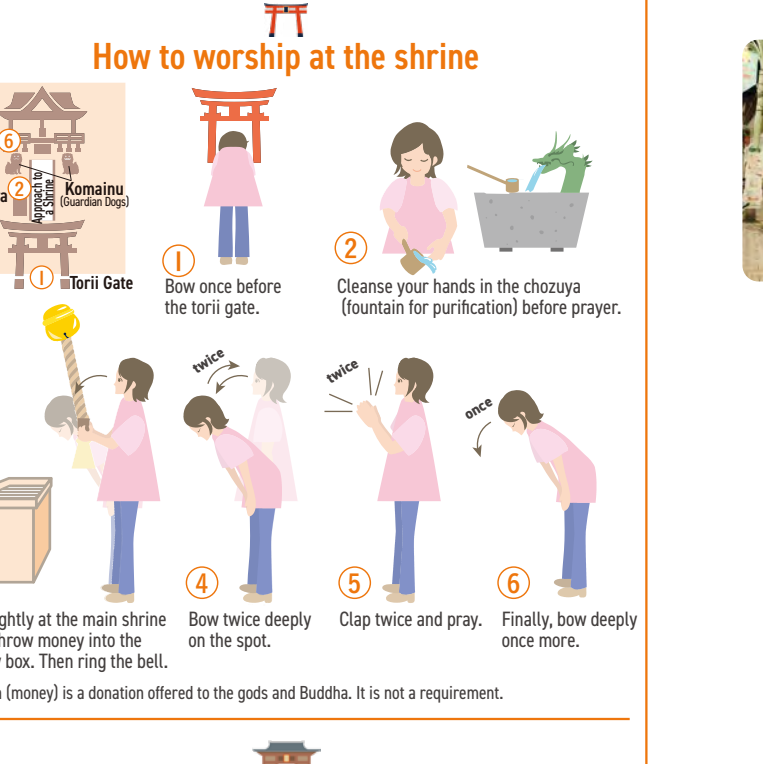 How to worship at the shrine
6
2
Approach to
a Shrine
Komainu
(Guardian Dogs)
1
Torii Gate
1
Bow once before
the torii gate.
2
Cleanse your hands in the chozuya
(fountain for purification) before prayer.
twice
twice
once
at the main shrine
money into the
box. Then ring the bell.
4
Bow twice deeply
on the spot.
5
Clap twice and pray.
6
Finally, bow deeply
once more.
(money) is a donation offered to the gods and Buddha. It is not a requirement.